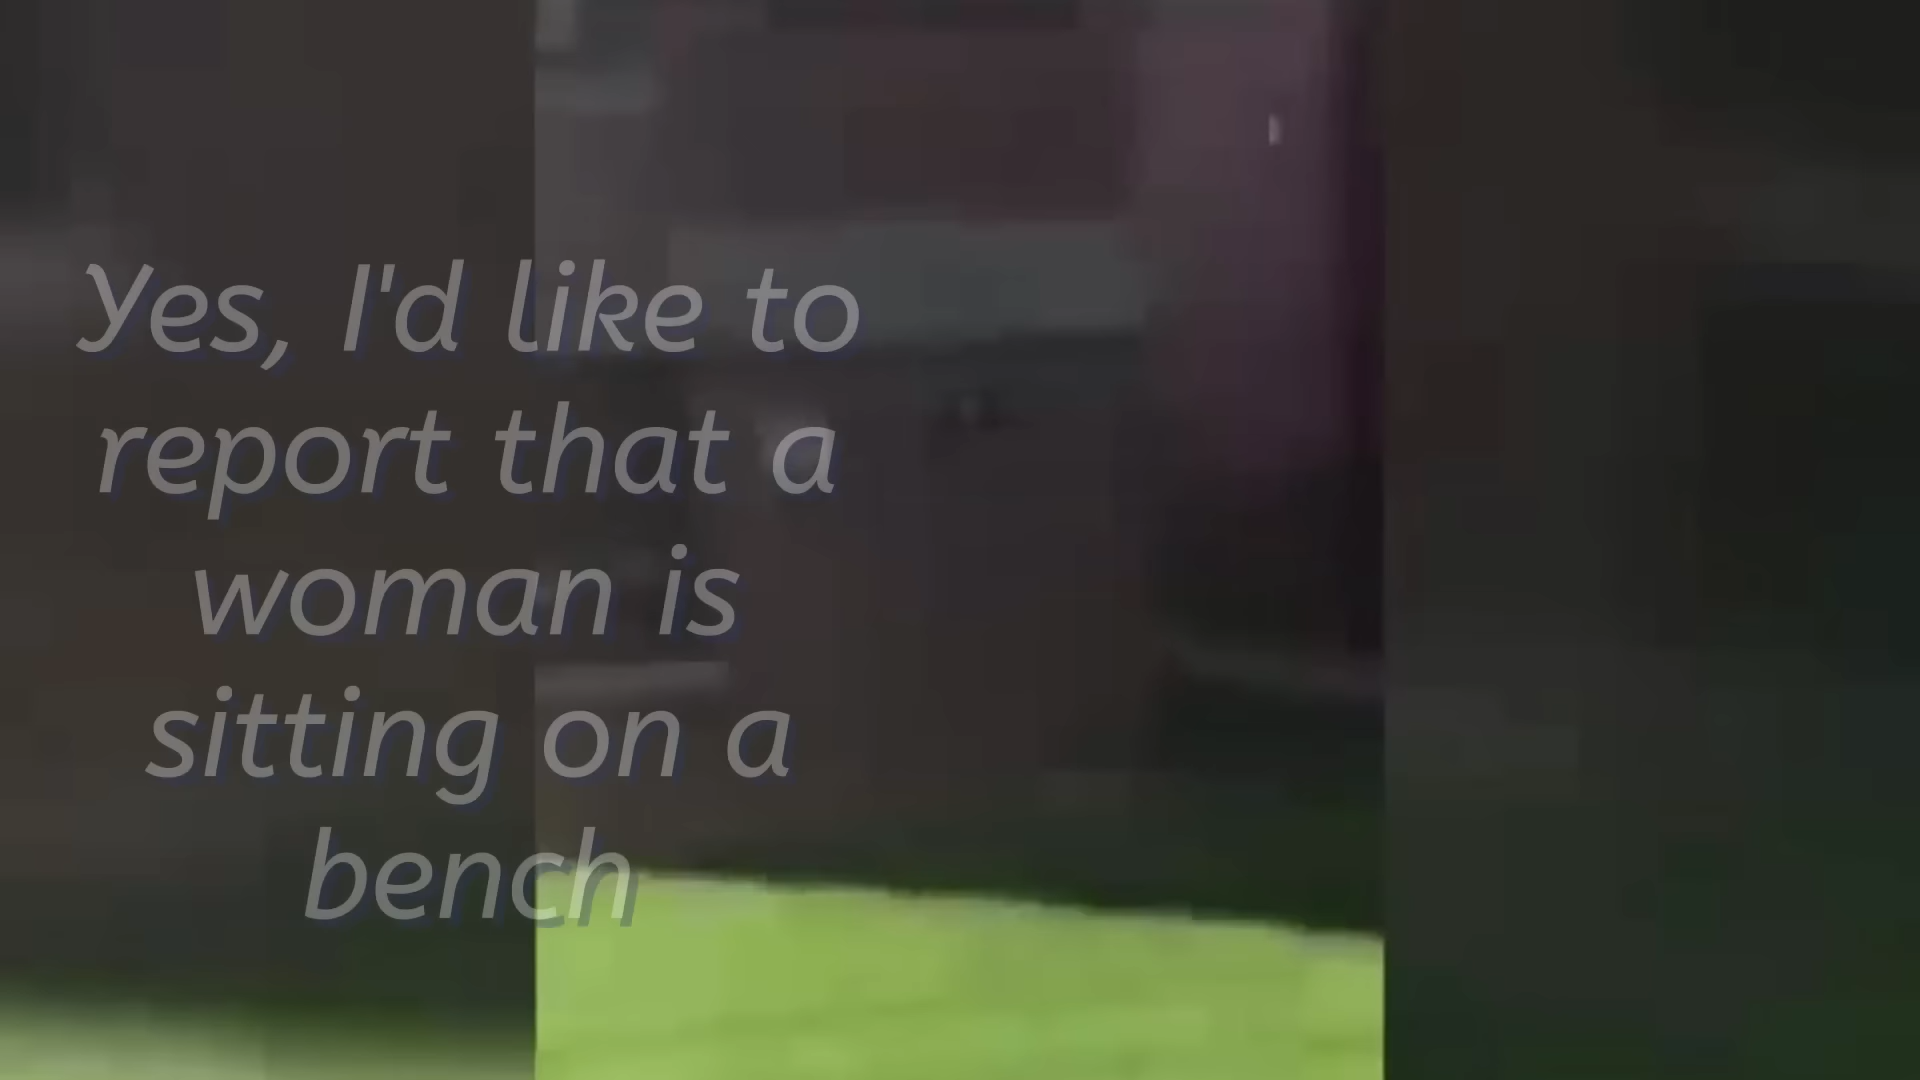 Yes, I'd like to
report that a
woman is
sitting on a
bench